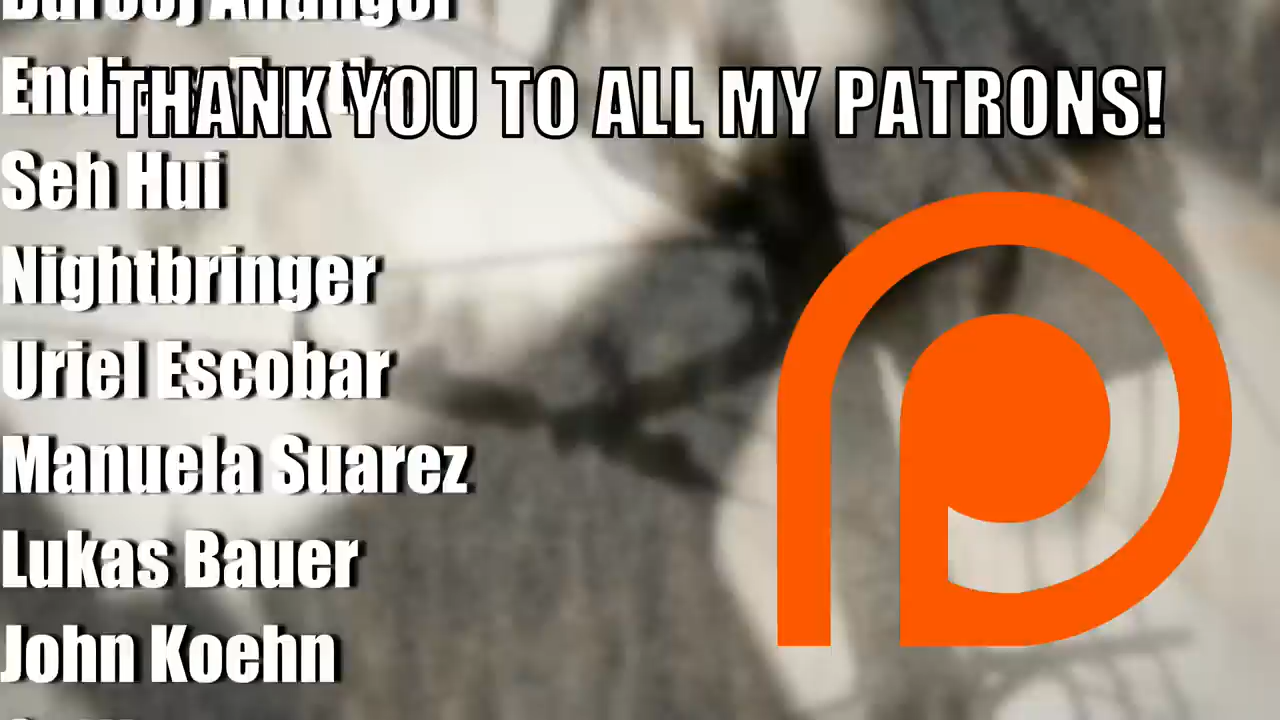 THANK YOU TO ALL MY PATRONS!
Seh Hui
Nightbringer
Uriel Escobar
Manuela Suarez
Lukas Bauer
John Koehn